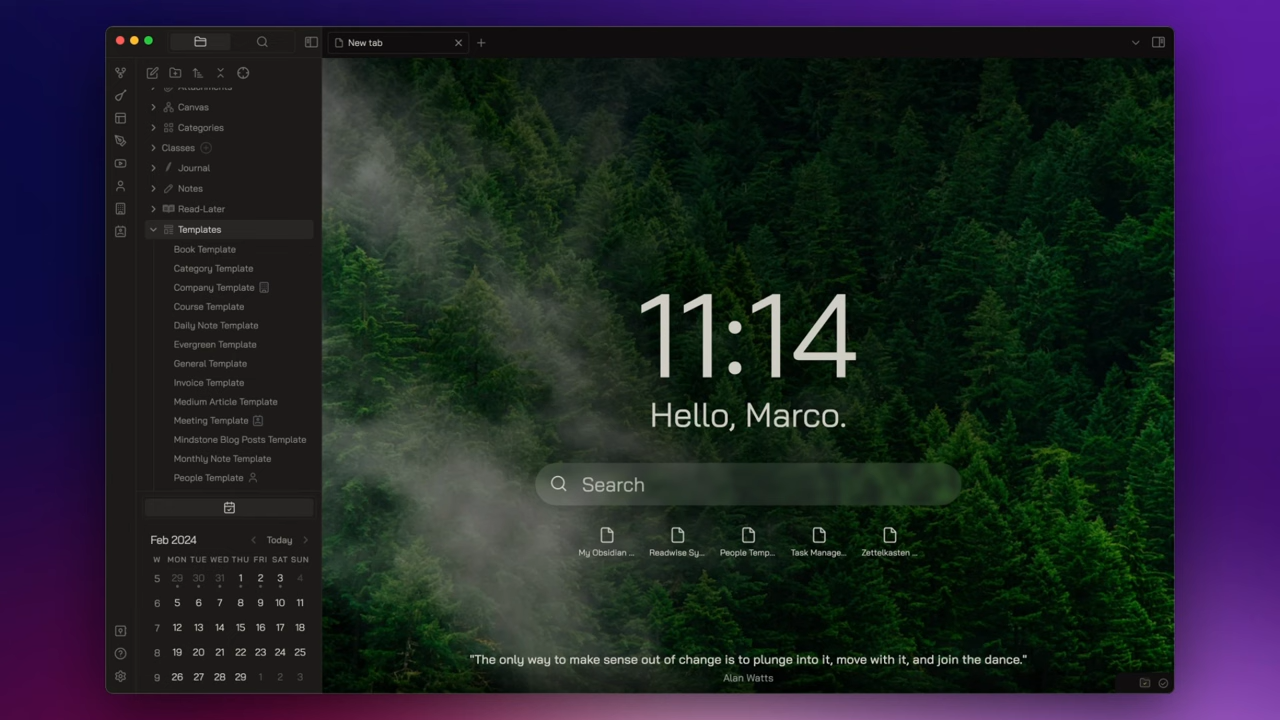 New tab
Attachments
Canvas
Categories
Classes
Journal
Notes
Read-Later
Templates
Book Template
Category Template
Company Template
Course Template
Daily Note Template
Evergreen Template
General Template
Invoice Template
Medium Article Template
Meeting Template
Mindstone Blog Posts Template
Monthly Note Template
People Template
Feb 2024
Today
W MON TUE WED THU FRI SAT SUN
5 29 30 31 1 2 3 4
6 5 6 7 8 9 10 11
7 12 13 14 15 16 17 18
8 19 20 21 22 23 24 25
9 26 27 28 29 1 2 3
11:14
Hello, Marco.
Search
My Obsidian ... Readwise Sy... People Temp... Task Manage... Zettelkasten ...
"The only way to make sense out of change is to plunge into it, move with it, and join the dance."
Alan Watts